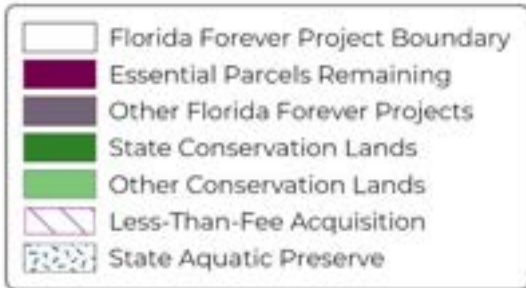 Florida Forever Project Boundary
Essential Parcels Remaining
Other Florida Forever Projects
State Conservation Lands
Other Conservation Lands
Less-Than-Fee Acquisition
State Aquatic Preserve